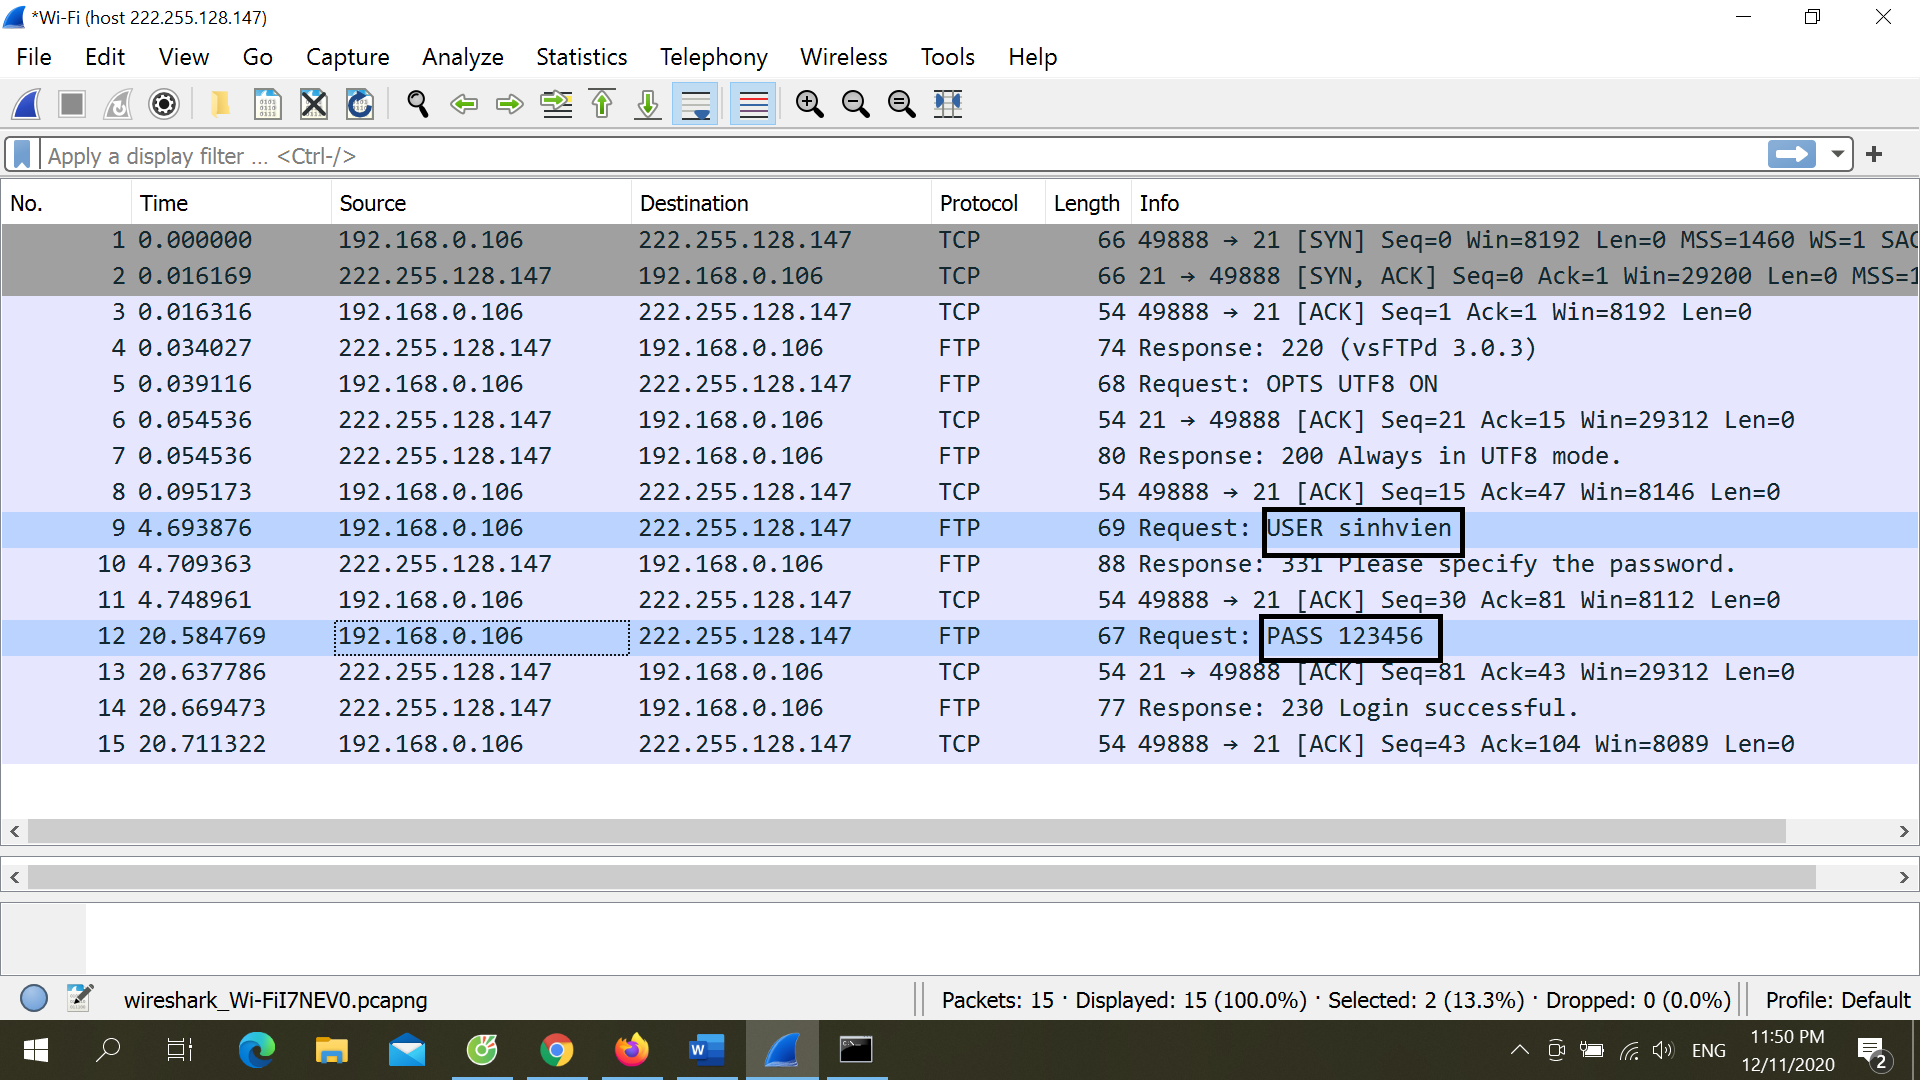 *Wi-Fi (host 222.255.128.147)
File Edit View Go Capture Analyze Statistics Telephony Wireless Tools Help
Apply a display filter ... <Ctrl-/>
No. Time Source Destination Protocol Length Info
1 0.000000 192.168.0.106 222.255.128.147 TCP 66 49888 → 21 [SYN] Seq=0 Win=8192 Len=0 MSS=1460 WS=1 SAC
2 0.016169 222.255.128.147 192.168.0.106 TCP 66 21 → 49888 [SYN, ACK] Seq=0 Ack=1 Win=29200 Len=0 MSS=1
3 0.016316 192.168.0.106 222.255.128.147 TCP 54 49888 → 21 [ACK] Seq=1 Ack=1 Win=8192 Len=0
4 0.034027 222.255.128.147 192.168.0.106 FTP 74 Response: 220 (vsFTPd 3.0.3)
5 0.039116 192.168.0.106 222.255.128.147 FTP 68 Request: OPTS UTF8 ON
6 0.054536 222.255.128.147 192.168.0.106 TCP 54 21 → 49888 [ACK] Seq=21 Ack=15 Win=29312 Len=0
7 0.054536 222.255.128.147 192.168.0.106 FTP 80 Response: 200 Always in UTF8 mode.
8 0.095173 192.168.0.106 222.255.128.147 TCP 54 49888 → 21 [ACK] Seq=15 Ack=47 Win=8146 Len=0
9 4.693876 192.168.0.106 222.255.128.147 FTP 69 Request: USER sinhvien
10 4.709363 222.255.128.147 192.168.0.106 FTP 88 Response: 331 Please specify the password.
11 4.748961 192.168.0.106 222.255.128.147 TCP 54 49888 → 21 [ACK] Seq=30 Ack=81 Win=8112 Len=0
12 20.584769 192.168.0.106 222.255.128.147 FTP 67 Request: PASS 123456
13 20.637786 222.255.128.147 192.168.0.106 TCP 54 21 → 49888 [ACK] Seq=81 Ack=43 Win=29312 Len=0
14 20.669473 222.255.128.147 192.168.0.106 FTP 77 Response: 230 Login successful.
15 20.711322 192.168.0.106 222.255.128.147 TCP 54 49888 → 21 [ACK] Seq=43 Ack=104 Win=8089 Len=0
wireshark_Wi-FiI7NEV0.pcapng Packets: 15 · Displayed: 15 (100.0%) · Selected: 2 (13.3%) · Dropped: 0 (0.0%) Profile: Default
ENG 11:50 PM
12/11/2020 2